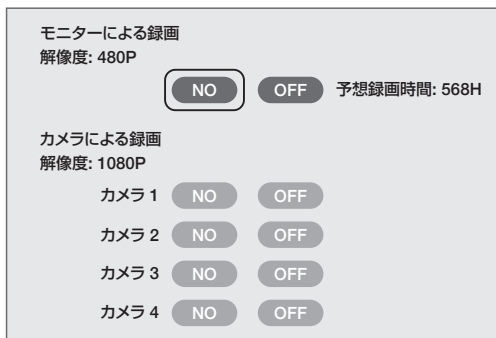 モニターによる録画
解像度: 480P
NO OFF 予想録画時間: 568H
カメラによる録画
解像度: 1080P
カメラ 1 NO OFF
カメラ 2 NO OFF
カメラ 3 NO OFF
カメラ 4 NO OFF